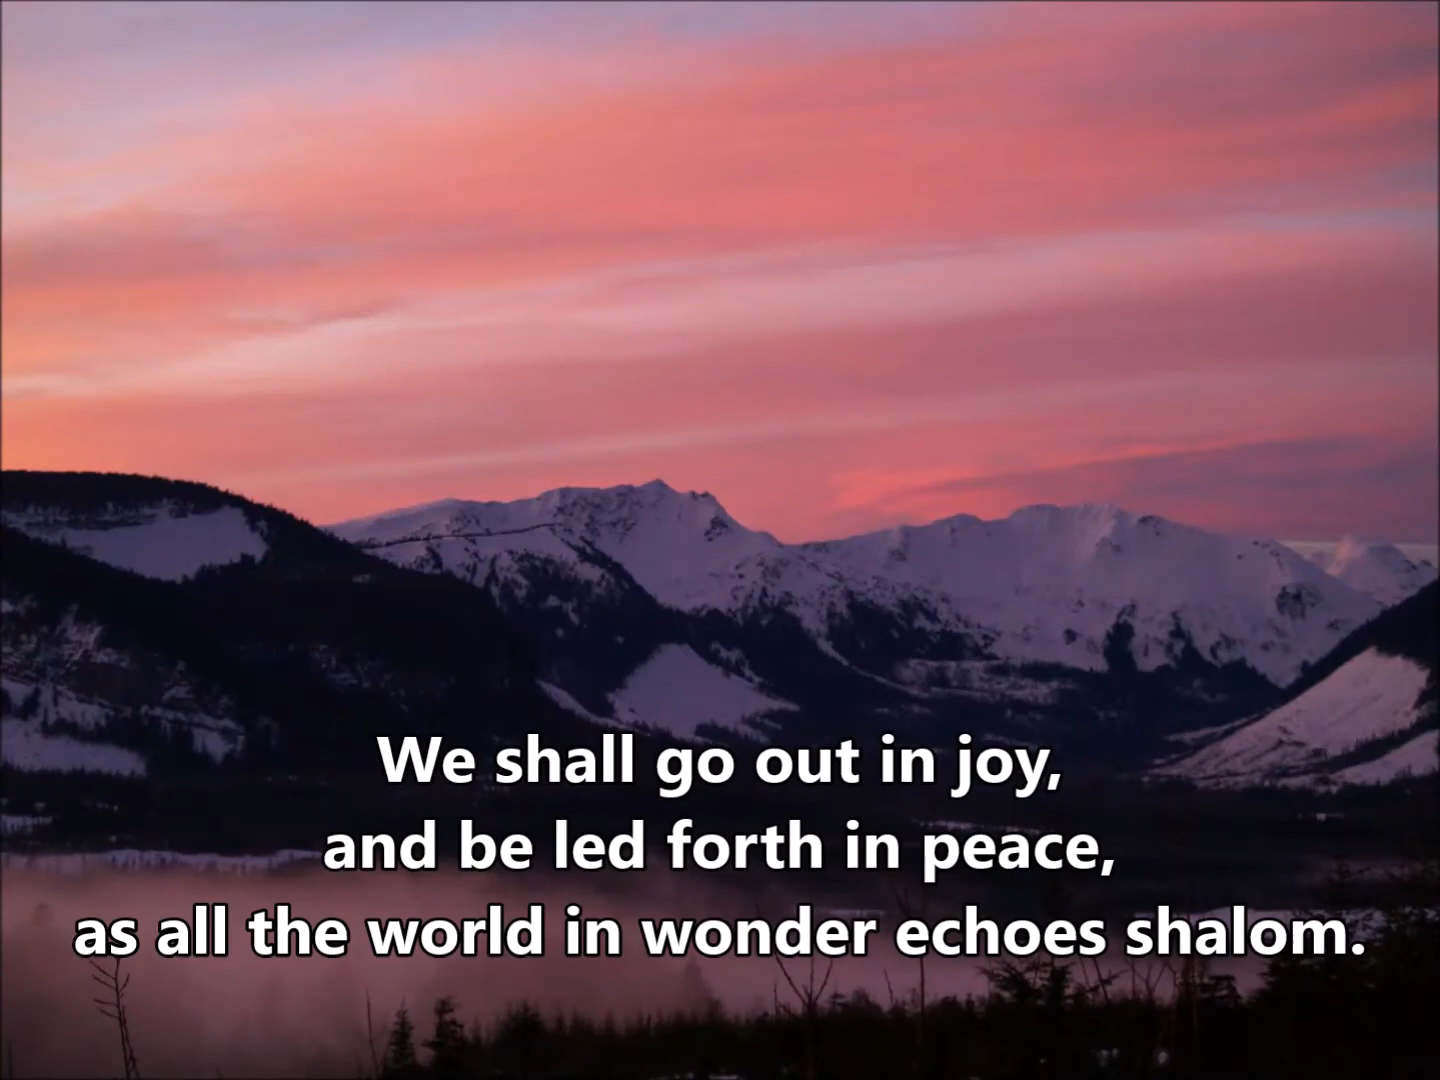 We shall go out in joy,
and be led forth in peace,
as all the world in wonder echoes shalom.